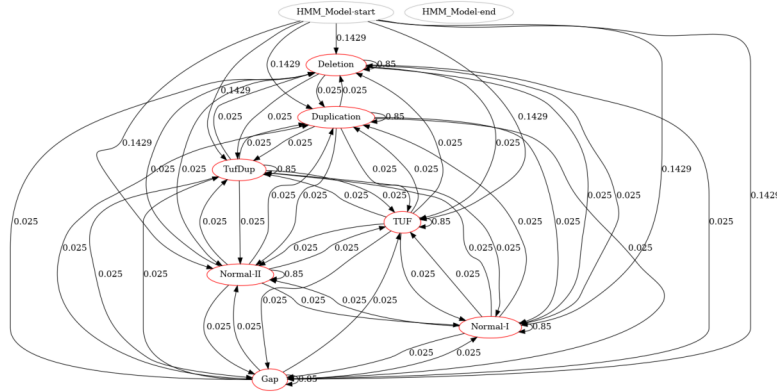 HMM_Model-start HMM_Model-end
0.1429
Deletion 0.85
0.1429
0.1429 0.025 0.025
0.025 0.025
Duplication 0.85
0.1429 0.025 0.025 0.025 0.1429
0.025 0.025 0.025 0.1429
TufDup 0.85
0.025 0.025 0.025 0.025 0.025 0.025
0.1429
0.025 0.025 0.025 TUF 0.85 0.025 0.025
0.025 0.025 0.025 0.025 0.025
Normal-II 0.85 0.025 0.025
0.025 0.025 0.025 0.025
0.025 0.025 0.025 Normal-I 0.85
0.025 0.025
Gap 0.85